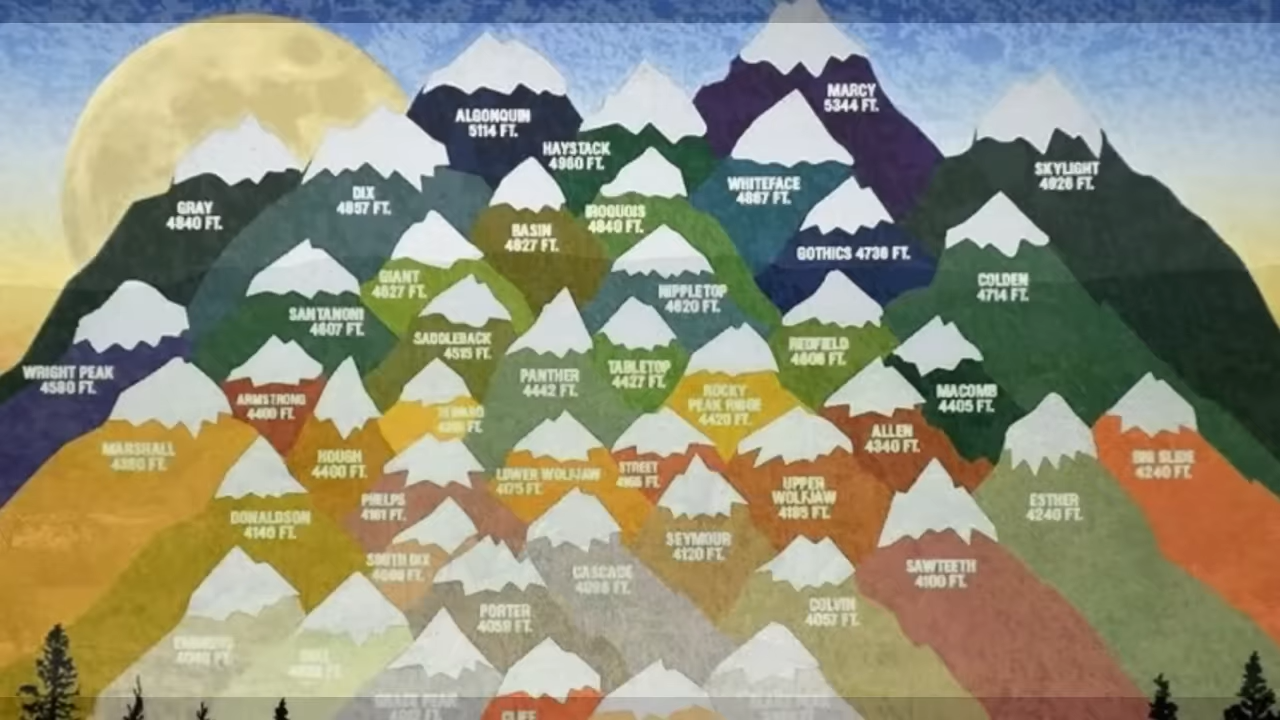 MARCY
5344 FT.
ALGONQUIN
5114 FT.
HAYSTACK
4960 FT.
SKYLIGHT
4926 FT.
WHITEFACE
4867 FT.
DIX
4857 FT.
GRAY
4840 FT.
IROQUOIS
4840 FT.
BASIN
4827 FT.
GOTHICS 4736 FT.
COLDEN
4714 FT.
GIANT
4627 FT.
NIPPLETOP
4620 FT.
SANTANONI
4607 FT.
SADDLEBACK
4515 FT.
REDFIELD
4606 FT.
WRIGHT PEAK
4580 FT.
PANTHER
4442 FT.
TABLETOP
4427 FT.
ROCKY
PEAK RIDGE
4420 FT.
MACOMB
4405 FT.
ARMSTRONG
4400 FT.
HOUGH
4400 FT.
MARSHALL
ALLEN
4340 FT.
BIG SLIDE
4240 FT.
LOWER WOLFJAW
4175 FT.
STREET
4166 FT.
UPPER
WOLFJAW
4185 FT.
ESTHER
4240 FT.
PHELPS
4161 FT.
DONALDSON
4140 FT.
SEYMOUR
4120 FT.
SAWTEETH
4100 FT.
SOUTH DIX
CASCADE
4098 FT.
PORTER
4059 FT.
COLVIN
4057 FT.
CLIFF